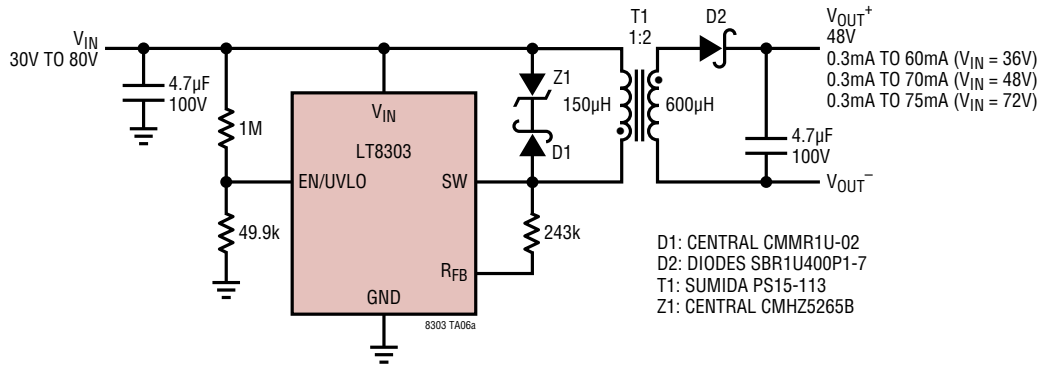 VIN
30V TO 80V
4.7µF
100V
1M
49.9k
VIN
LT8303
EN/UVLO
SW
RFB
GND
8303 TA06a
Z1
D1
243k
T1
1:2
150µH
600µH
D2
4.7µF
100V
VOUT+
48V
0.3mA TO 60mA (VIN = 36V)
0.3mA TO 70mA (VIN = 48V)
0.3mA TO 75mA (VIN = 72V)
VOUT–
D1: CENTRAL CMMR1U-02
D2: DIODES SBR1U400P1-7
T1: SUMIDA PS15-113
Z1: CENTRAL CMHZ5265B